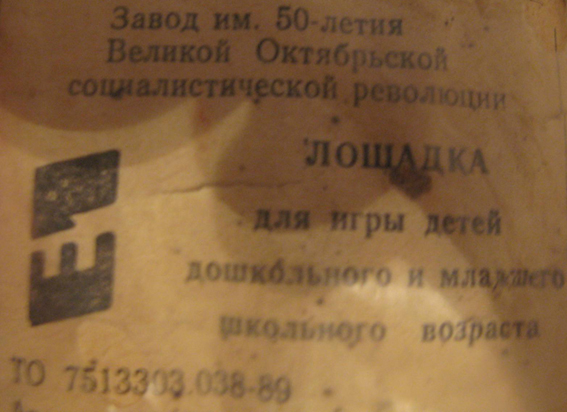 Завод им. 50-летия
Великой Октябрьской
социалистической революции
ЛОШАДКА
для игры детей
дошкольного и младшего
школьного возраста
ТО 7513303.038-89